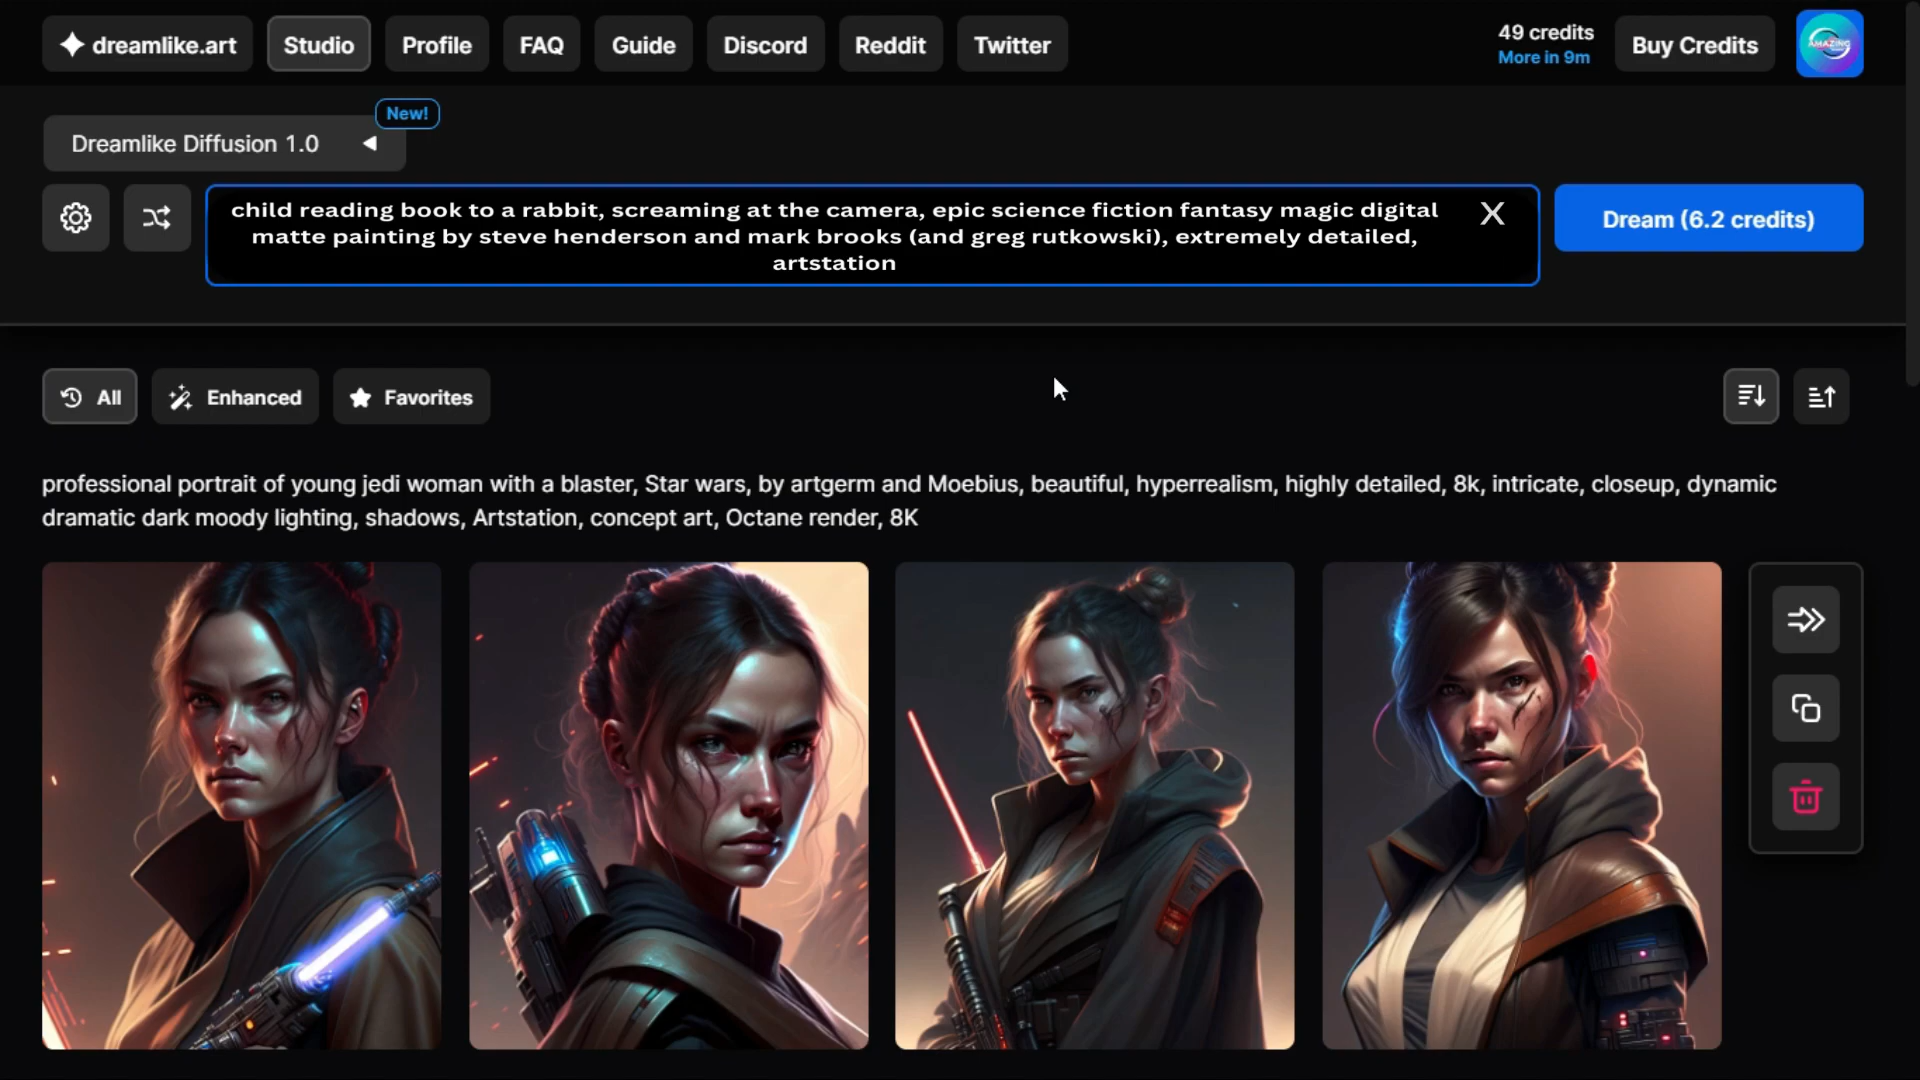 dreamlike.art Studio Profile FAQ Guide Discord Reddit Twitter 49 credits Buy Credits AMAZING
More in 9m
New!
Dreamlike Diffusion 1.0
child reading book to a rabbit, screaming at the camera, epic science fiction fantasy magic digital
matte painting by steve henderson and mark brooks (and greg rutkowski), extremely detailed,
artstation
Dream (6.2 credits)
All Enhanced Favorites
professional portrait of young jedi woman with a blaster, Star wars, by artgerm and Moebius, beautiful, hyperrealism, highly detailed, 8k, intricate, closeup, dynamic
dramatic dark moody lighting, shadows, Artstation, concept art, Octane render, 8K